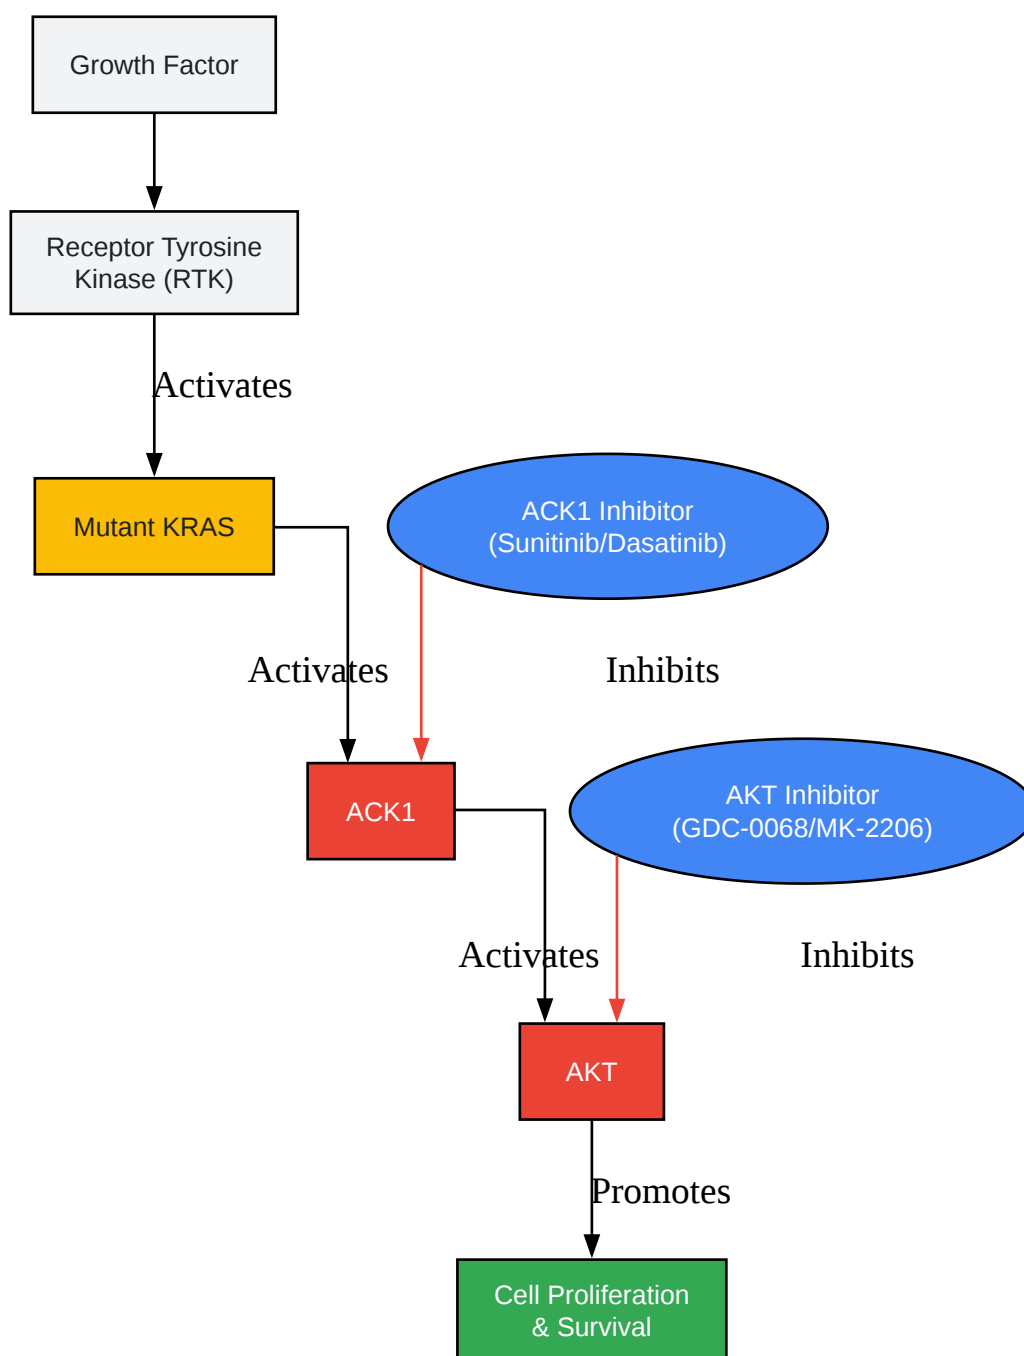 Growth Factor
Receptor Tyrosine
Kinase (RTK)
Activates
Mutant KRAS
ACK1 Inhibitor
(Sunitinib/Dasatinib)
Activates
Inhibits
ACK1
AKT Inhibitor
(GDC-0068/MK-2206)
Activates
Inhibits
AKT
Promotes
Cell Proliferation
& Survival